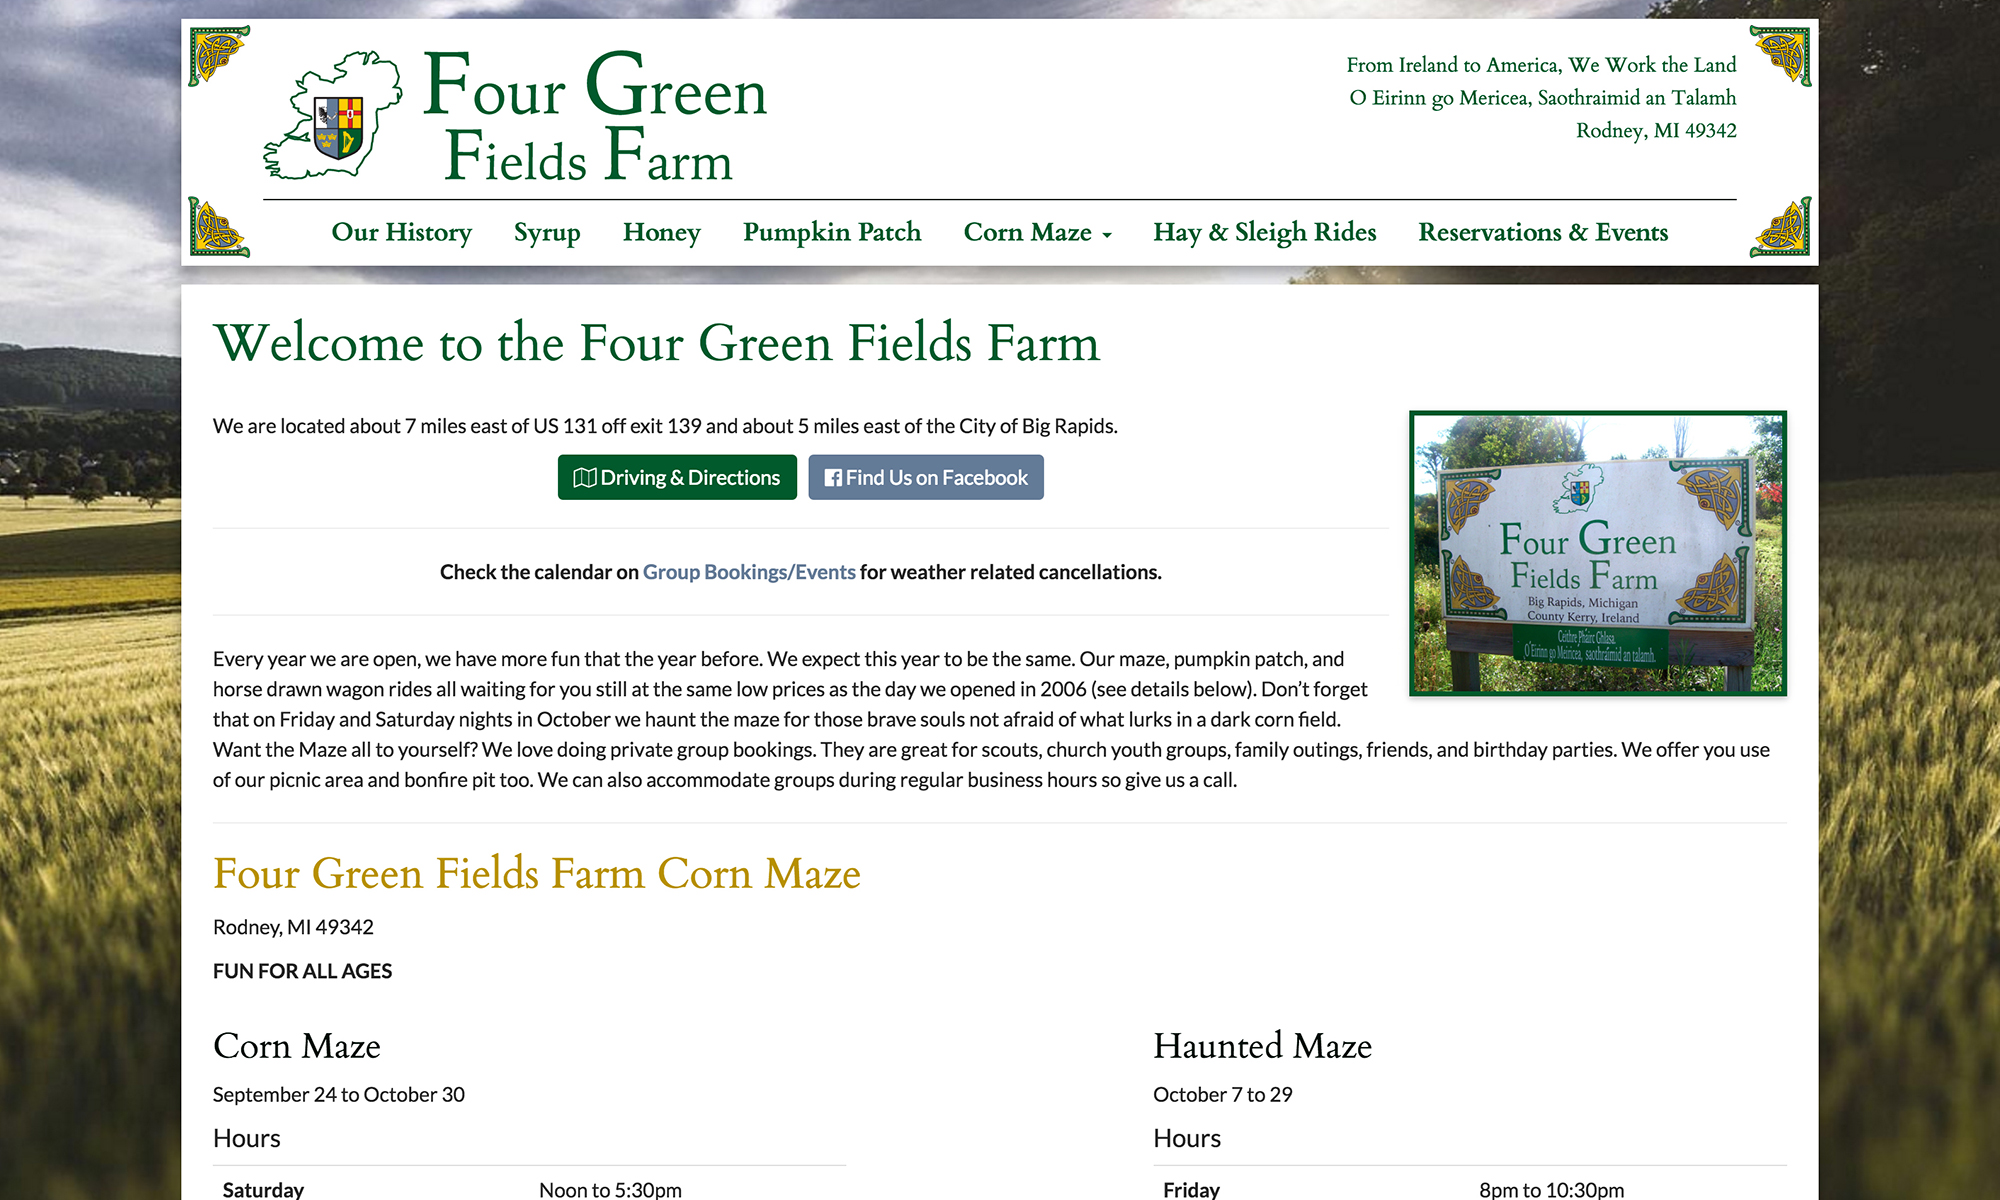 Four Green
Fields Farm
From Ireland to America, We Work the Land
O Eirinn go Mericea, Saothraimid an Talamh
Rodney, MI 49342
Our History Syrup Honey Pumpkin Patch Corn Maze Hay & Sleigh Rides Reservations & Events
Welcome to the Four Green Fields Farm
We are located about 7 miles east of US 131 off exit 139 and about 5 miles east of the City of Big Rapids.
Driving & Directions Find Us on Facebook
Check the calendar on Group Bookings/Events for weather related cancellations.
Four Green
Fields Farm
Big Rapids, Michigan
County Kerry, Ireland
Ceithre Pháirc Ghlasa.
O'Éirinn go Meiriceá, saothraímid an talamh.
Every year we are open, we have more fun that the year before. We expect this year to be the same. Our maze, pumpkin patch, and
horse drawn wagon rides all waiting for you still at the same low prices as the day we opened in 2006 (see details below). Don't forget
that on Friday and Saturday nights in October we haunt the maze for those brave souls not afraid of what lurks in a dark corn field.
Want the Maze all to yourself? We love doing private group bookings. They are great for scouts, church youth groups, family outings, friends, and birthday parties. We offer you use
of our picnic area and bonfire pit too. We can also accommodate groups during regular business hours so give us a call.
Four Green Fields Farm Corn Maze
Rodney, MI 49342
FUN FOR ALL AGES
Corn Maze
September 24 to October 30
Hours
Saturday Noon to 5:30pm
Haunted Maze
October 7 to 29
Hours
Friday 8pm to 10:30pm